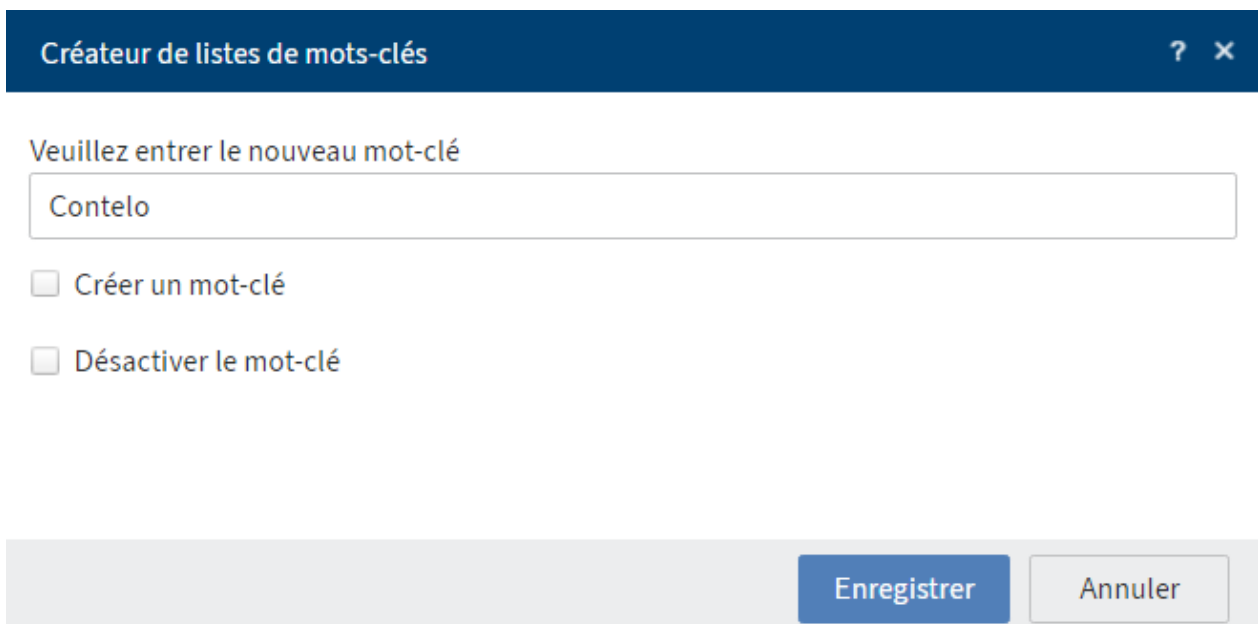 Créateur de listes de mots-clés ? ×
Veuillez entrer le nouveau mot-clé
Contelo
Créer un mot-clé
Désactiver le mot-clé
Enregistrer Annuler